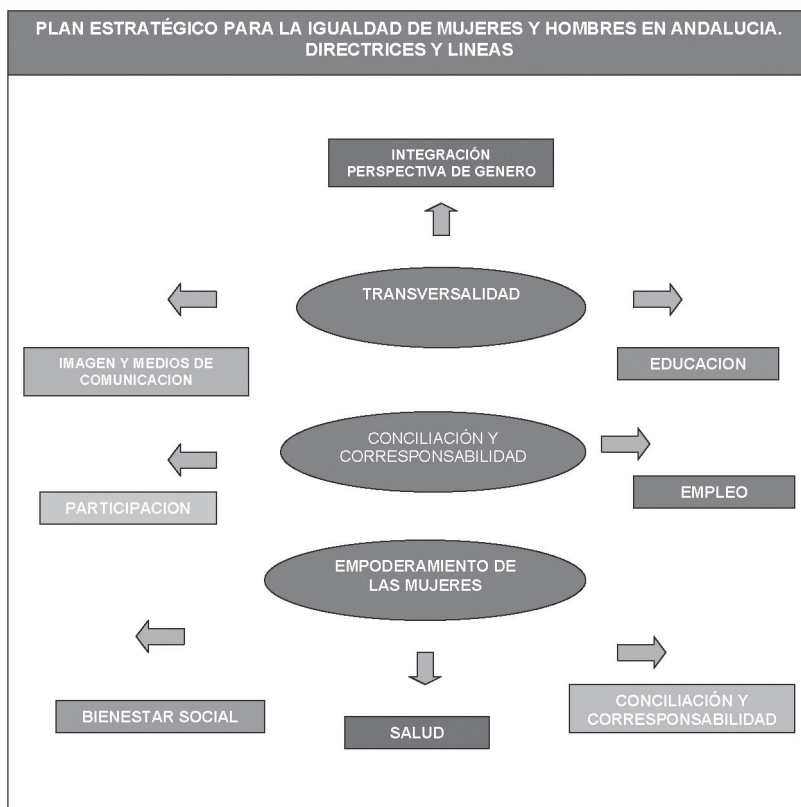 PLAN ESTRATÉGICO PARA LA IGUALDAD DE MUJERES Y HOMBRES EN ANDALUCIA.
DIRECTRICES Y LINEAS
INTEGRACIÓN
PERSPECTIVA DE GENERO
TRANSVERSALIDAD
IMAGEN Y MEDIOS DE
COMUNICACION
EDUCACION
CONCILIACIÓN Y
CORRESPONSABILIDAD
PARTICIPACION
EMPLEO
EMPODERAMIENTO DE
LAS MUJERES
BIENESTAR SOCIAL
SALUD
CONCILIACIÓN Y
CORRESPONSABILIDAD